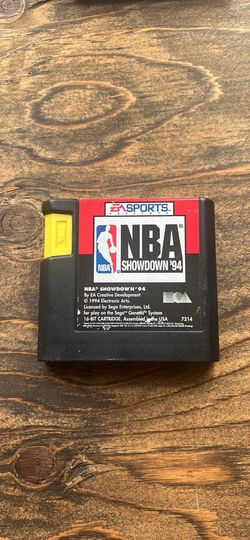 EA SPORTS
NBA
NBA
SHOWDOWN '94
NBA® SHOWDOWN '94
By EA Creative Development
© 1994 Electronic Arts.
Licensed by Sega Enterprises, Ltd.
for play on the Sega™ Genesis™ System
16-BIT CARTRIDGE, Assembled in the USA 7214